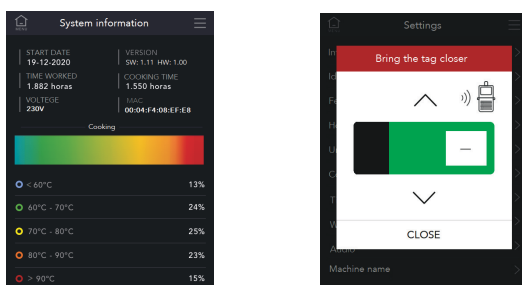 MENU
System information
START DATE
19-12-2020
VERSION
SW: 1.11 HW: 1.00
TIME WORKED
1.882 horas
COOKING TIME
1.550 horas
VOLTEGE
230V
MAC
00:04:F4:08:EF:E8
Cooking
< 60°C 13%
60°C - 70°C 24%
70°C - 80°C 25%
80°C - 90°C 23%
> 90°C 15%
Settings
Bring the tag closer
CLOSE
Audio
Machine name